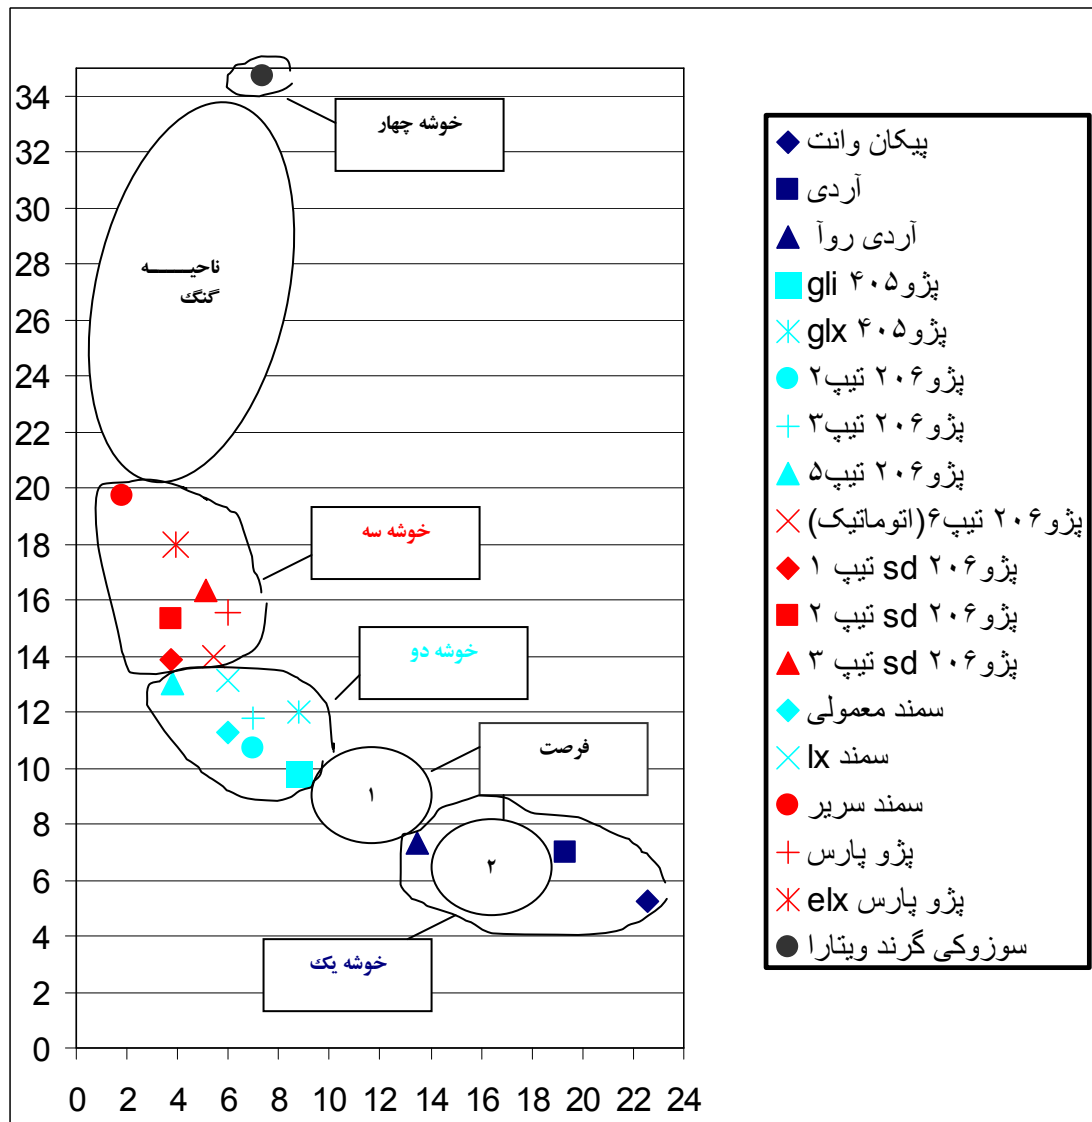 34
32
30
28
26
24
22
20
18
16
14
12
10
8
6
4
2
0
0 2 4 6 8 10 12 14 16 18 20 22 24
خوشه چهار
ناحیـــــه
گنگ
خوشه سه
خوشه دو
فرصت
۱
۲
خوشه یک
پیکان وانت
آردی
آردی روآ
پژو۴۰۵ gli
پژو۴۰۵ glx
پژو۲۰۶ تیپ۲
پژو۲۰۶ تیپ۳
پژو۲۰۶ تیپ۵
پژو۲۰۶ تیپ۶(اتوماتیک)
پژو۲۰۶ sd تیپ ۱
پژو۲۰۶ sd تیپ ۲
پژو۲۰۶ sd تیپ ۳
سمند معمولی
سمند lx
سمند سریر
پژو پارس
پژو پارس elx
سوزوکی گرند ویتارا